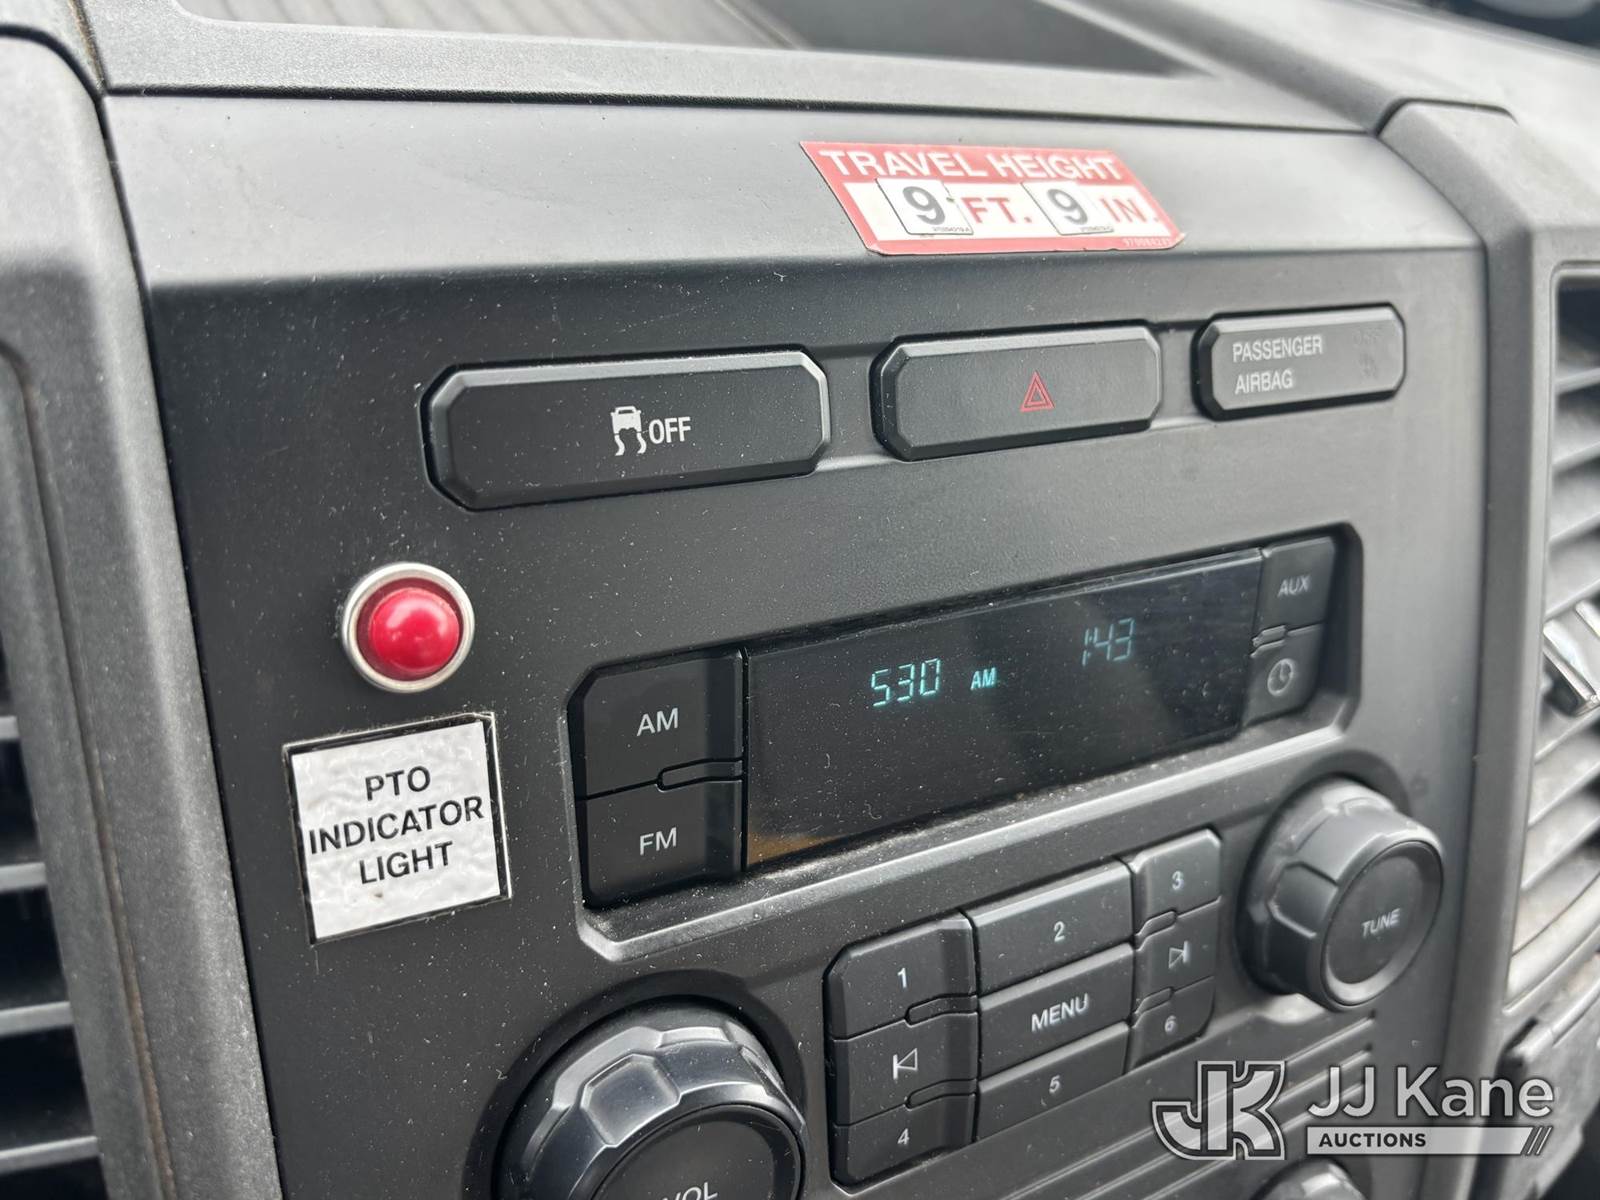 TRAVEL HEIGHT
9 FT. 9 IN.
OFF
PASSENGER
AIRBAG
AUX
530 AM 1:43
AM
FM
PTO
INDICATOR
LIGHT
1 2 3
MENU
4 5 6
TUNE
VOL
JJ Kane
AUCTIONS
JK